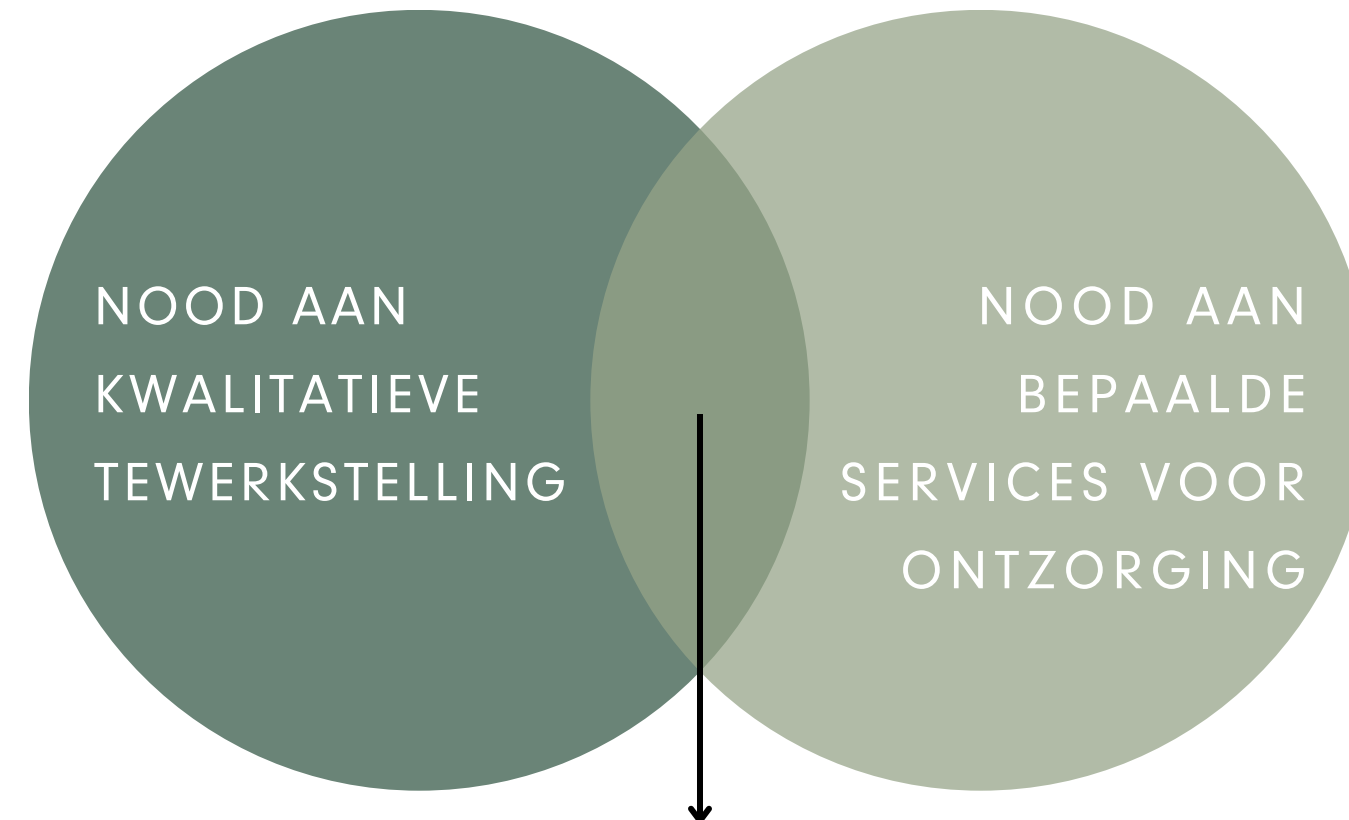 NOOD AAN
KWALITATIEVE
TEWERKSTELLING
NOOD AAN
BEPAALDE
SERVICES VOOR
ONTZORGING